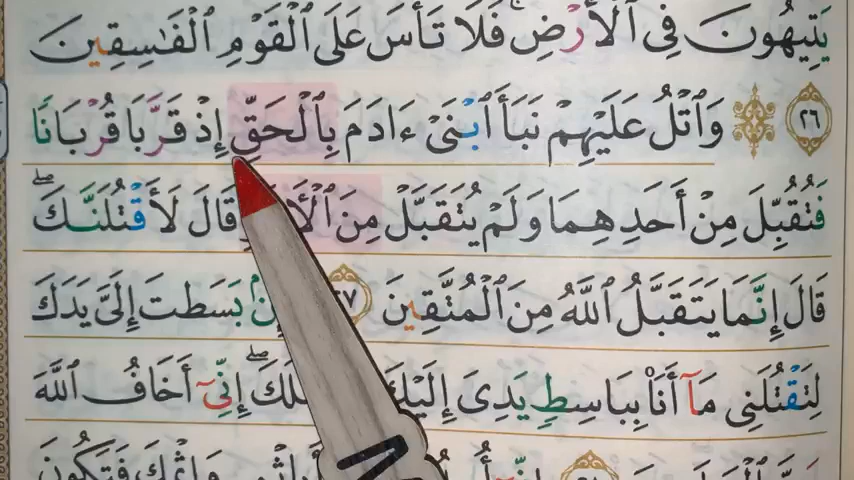 يَتِيهُونَ فِى ٱلْأَرْضِ ۚ فَلَا تَأْسَ عَلَى ٱلْقَوْمِ ٱلْفَٰسِقِينَ
٢٦ وَٱتْلُ عَلَيْهِمْ نَبَأَ ٱبْنَىْ ءَادَمَ بِٱلْحَقِّ إِذْ قَرَّبَا قُرْبَانًا
فَتُقُبِّلَ مِنْ أَحَدِهِمَا وَلَمْ يُتَقَبَّلْ مِنَ قَالَ لَأَقْتُلَنَّكَ ۖ
قَالَ إِنَّمَا يَتَقَبَّلُ ٱللَّهُ مِنَ ٱلْمُتَّقِينَ بَسَطتَ إِلَىَّ يَدَكَ
لِتَقْتُلَنِى مَآ أَنَا۠ بِبَاسِطٍ يَدِىَ إِلَيْكَ ۖ إِنِّىٓ أَخَافُ ٱللَّهَ